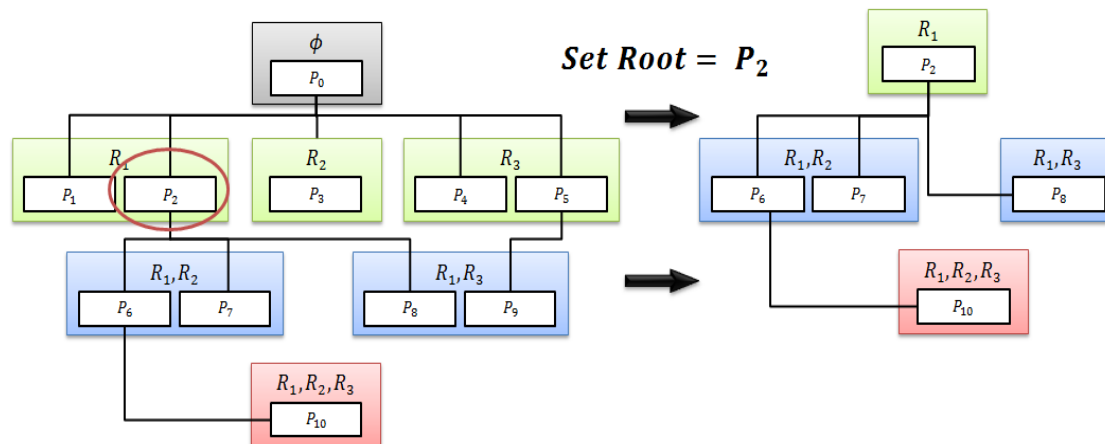 ϕ
P₀
Set Root = P₂
R₁
P₂
R₁
R₂
R₃
P₁
P₂
P₃
P₄
P₅
R₁,R₂
R₁,R₃
P₆
P₇
P₈
R₁,R₂
R₁,R₃
P₆
P₇
P₈
P₉
R₁,R₂,R₃
P₁₀
R₁,R₂,R₃
P₁₀